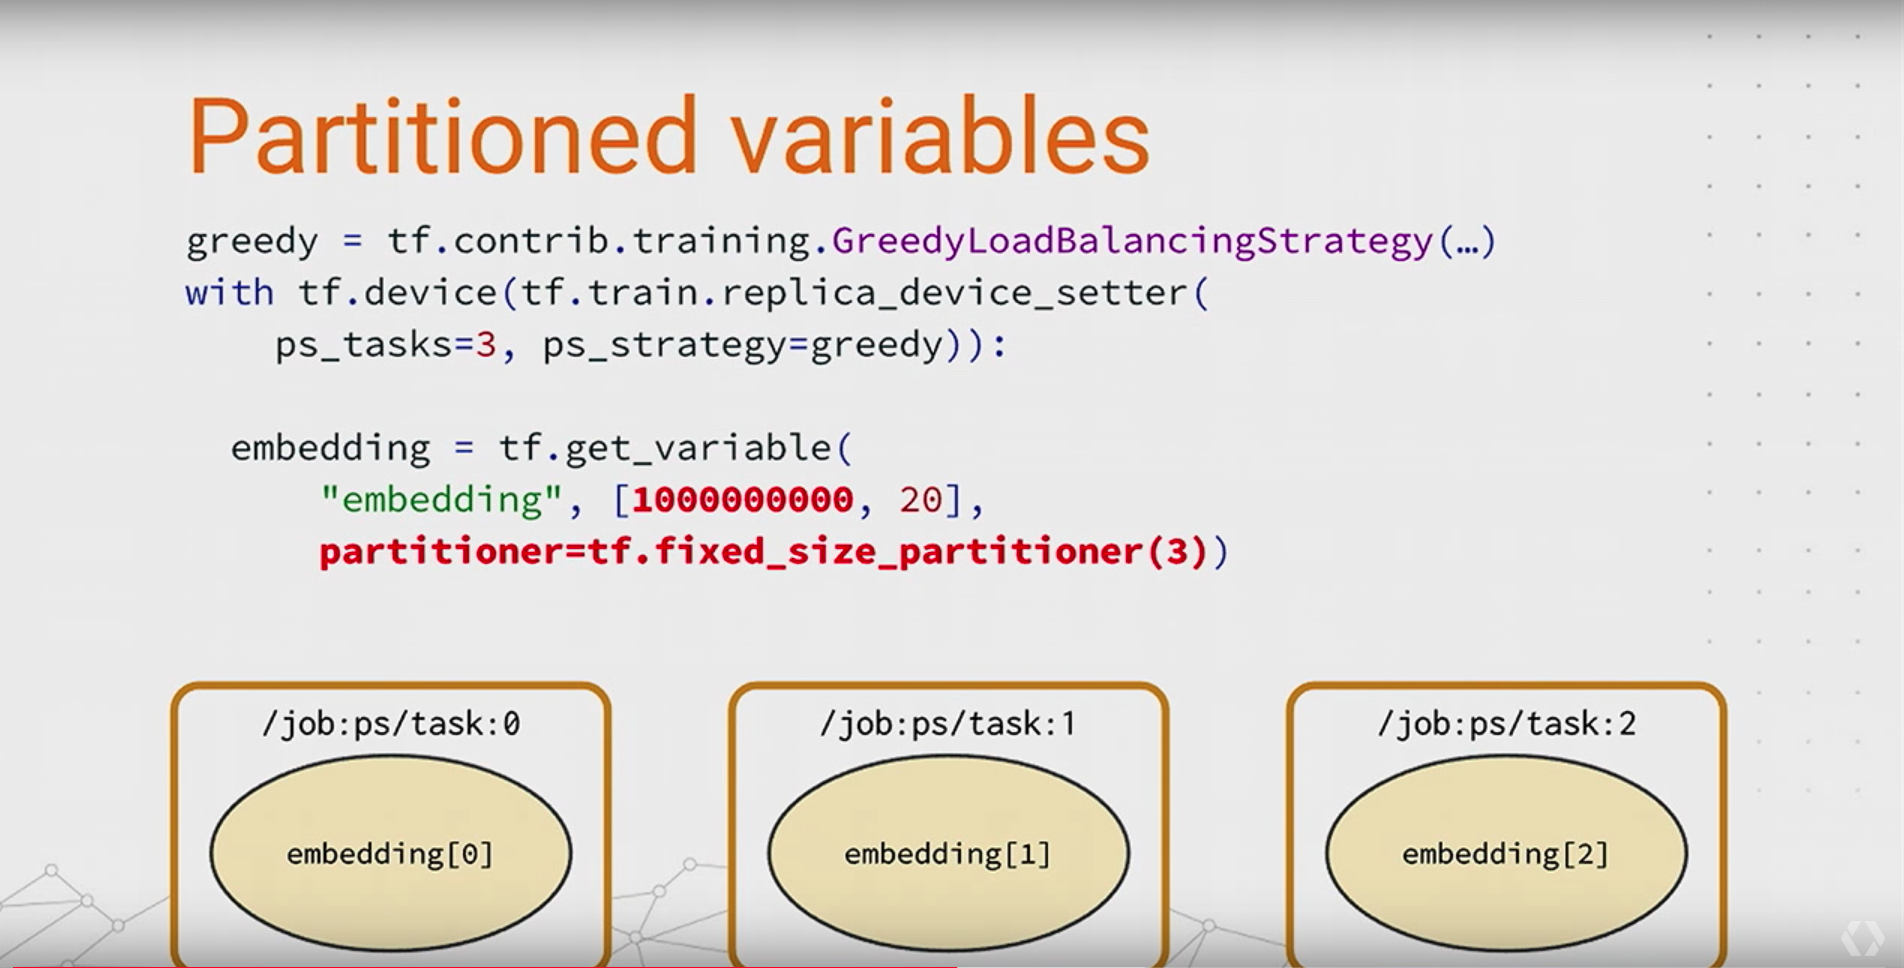 Partitioned variables
greedy = tf.contrib.training.GreedyLoadBalancingStrategy(…)
with tf.device(tf.train.replica_device_setter(
ps_tasks=3, ps_strategy=greedy)):
embedding = tf.get_variable(
"embedding", [1000000000, 20],
partitioner=tf.fixed_size_partitioner(3))
/job:ps/task:0
embedding[0]
/job:ps/task:1
embedding[1]
/job:ps/task:2
embedding[2]